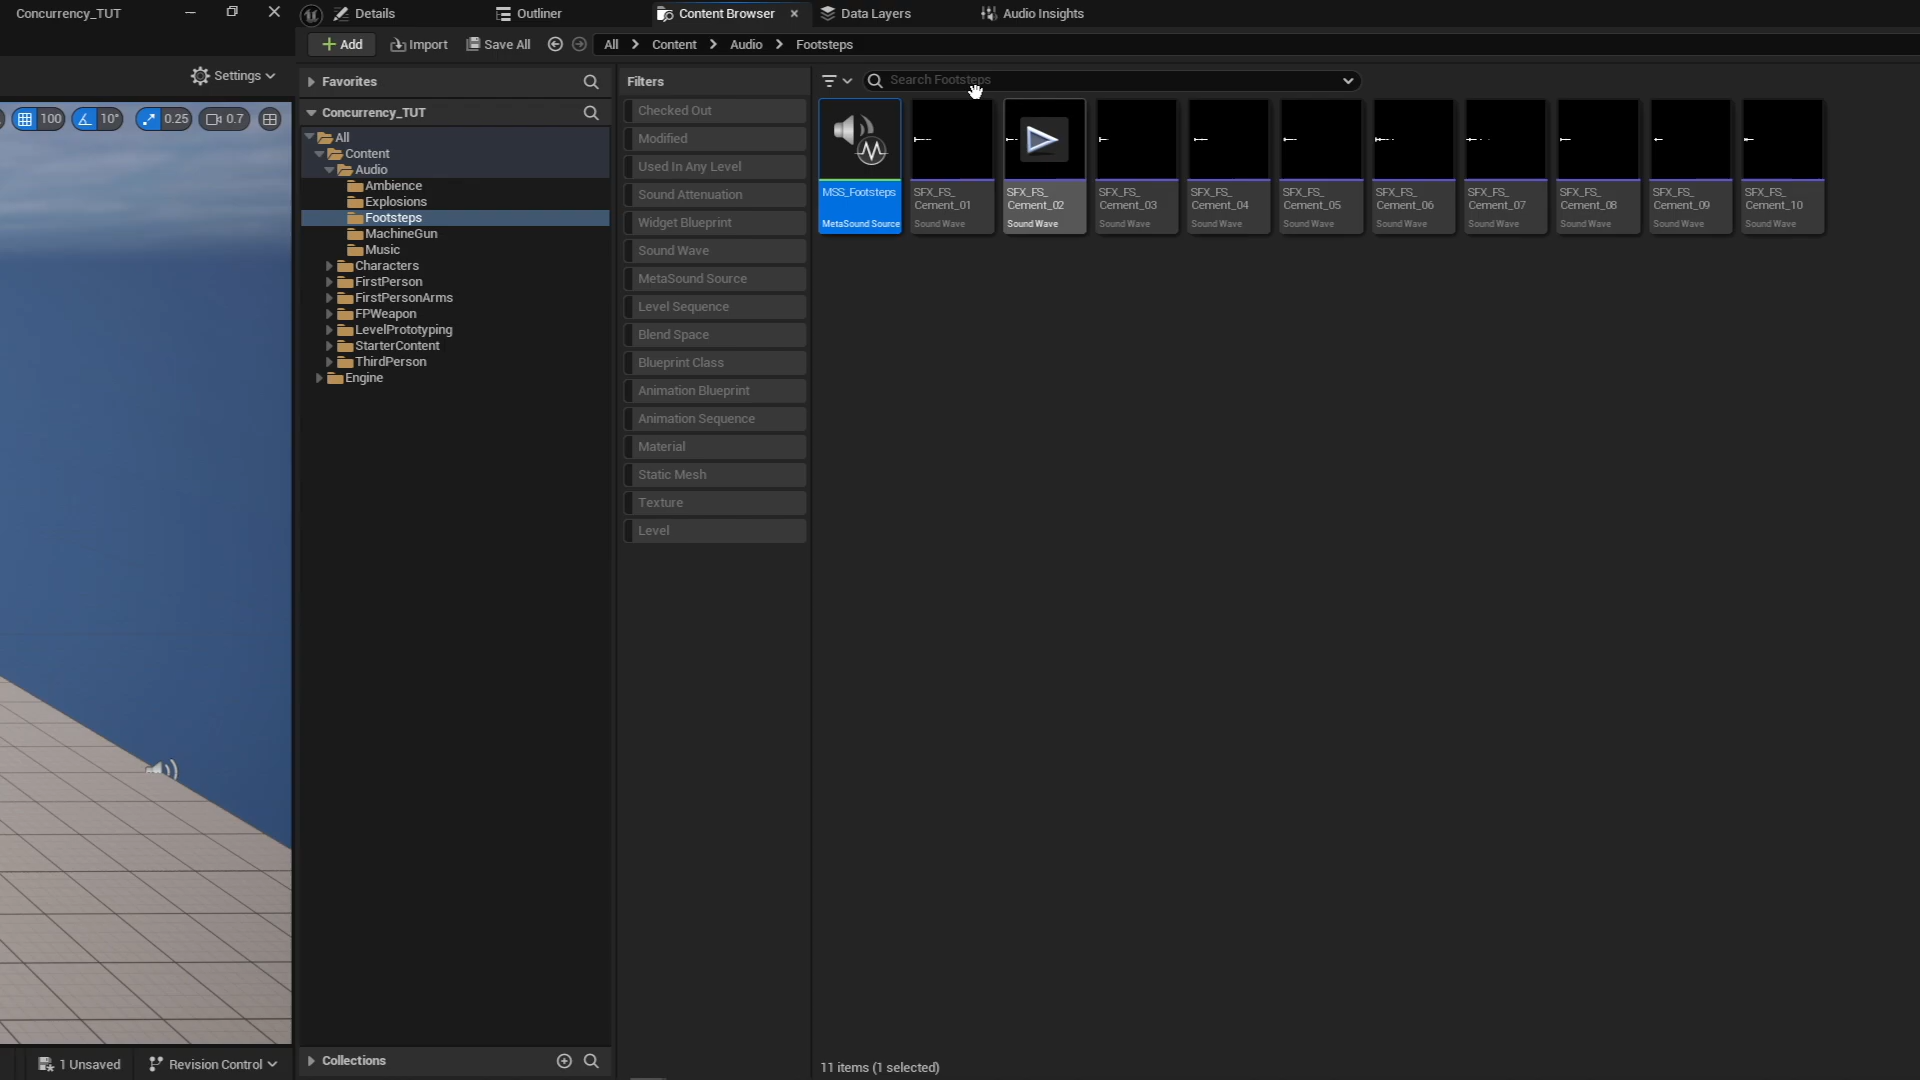 Concurrency_TUT
Details
Outliner
Content Browser
Data Layers
Audio Insights
Add
Import
Save All
All
Content
Audio
Footsteps
Settings
Favorites
Filters
Search Footsteps
100
10°
0.25
0.7
Concurrency_TUT
All
Content
Audio
Ambience
Explosions
Footsteps
MachineGun
Music
Characters
FirstPerson
FirstPersonArms
FPWeapon
LevelPrototyping
StarterContent
ThirdPerson
Engine
Checked Out
Modified
Used In Any Level
Sound Attenuation
Widget Blueprint
Sound Wave
MetaSound Source
Level Sequence
Blend Space
Blueprint Class
Animation Blueprint
Animation Sequence
Material
Static Mesh
Texture
Level
MSS_Footsteps
MetaSound Source
SFX_FS_
Cement_01
Sound Wave
SFX_FS_
Cement_02
Sound Wave
SFX_FS_
Cement_03
Sound Wave
SFX_FS_
Cement_04
Sound Wave
SFX_FS_
Cement_05
Sound Wave
SFX_FS_
Cement_06
Sound Wave
SFX_FS_
Cement_07
Sound Wave
SFX_FS_
Cement_08
Sound Wave
SFX_FS_
Cement_09
Sound Wave
SFX_FS_
Cement_10
Sound Wave
1 Unsaved
Revision Control
Collections
11 items (1 selected)